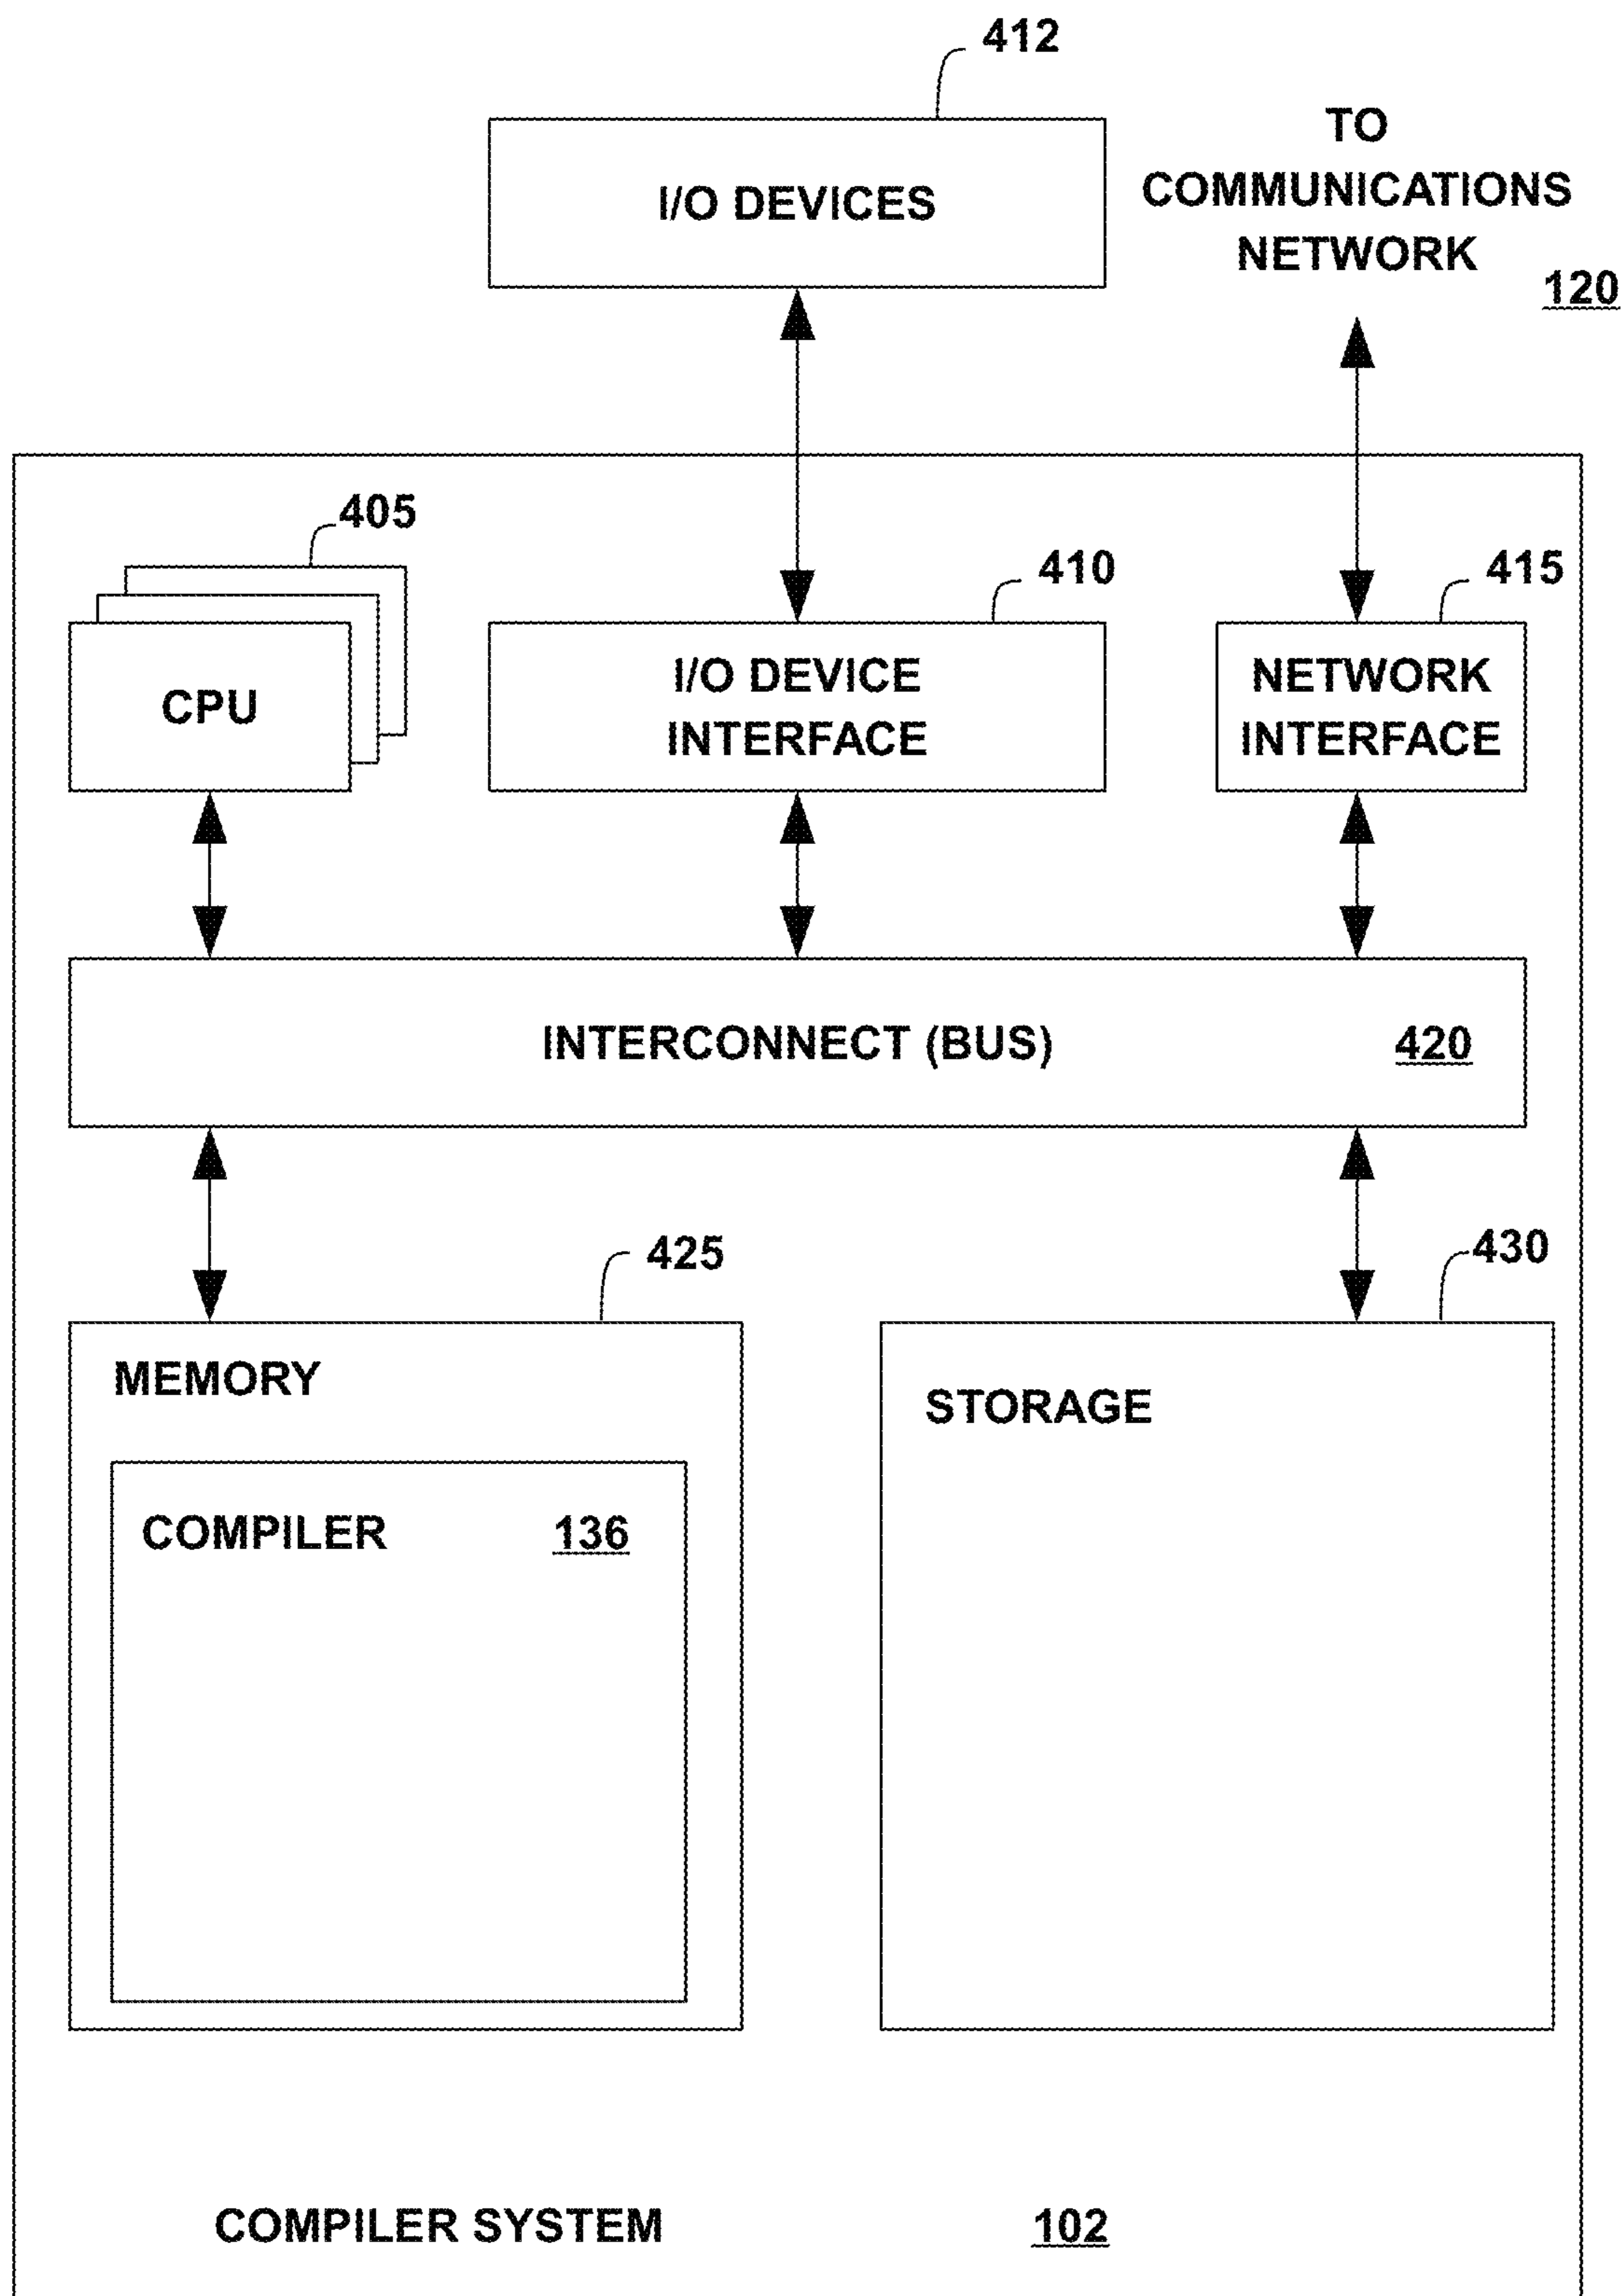 412
I/O DEVICES
TO
COMMUNICATIONS
NETWORK
120
405
410
415
CPU
I/O DEVICE
INTERFACE
NETWORK
INTERFACE
INTERCONNECT (BUS) 420
425
430
MEMORY
STORAGE
COMPILER 136
COMPILER SYSTEM 102